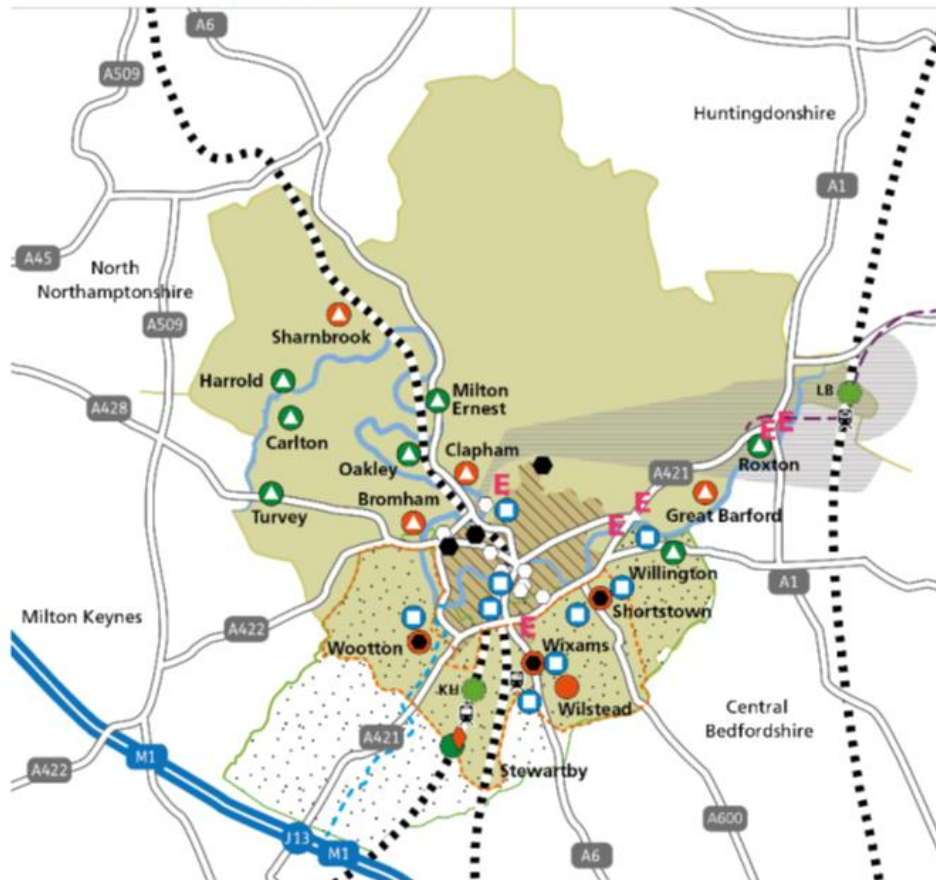 A6
A509
Huntingdonshire
A1
A45
North
Northamptonshire
A509
Sharnbrook
Harrold
Milton
Ernest
LB
A428
Carlton
Clapham
Oakley
E
E
E
Roxton
A421
Bromham
E
Great Barford
Turvey
E
Willington
A1
Shortstown
Milton Keynes
A422
E
Wootton
Wixams
KH
Wilstead
Central
Bedfordshire
A421
Stewartby
M1
A422
A600
J13
M1
A6